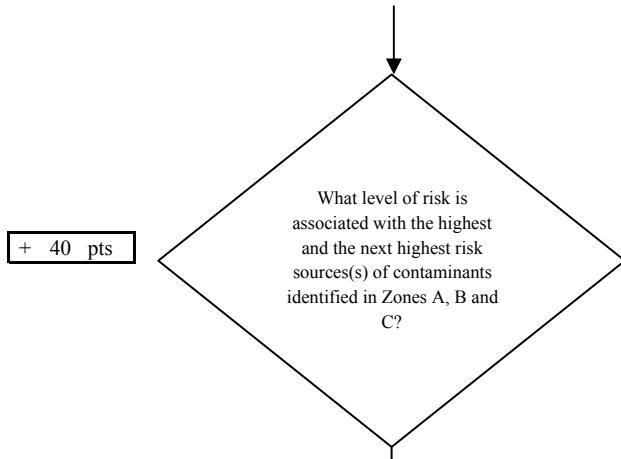 What level of risk is
associated with the highest
and the next highest risk
sources(s) of contaminants
identified in Zones A, B and
C?
+ 40 pts